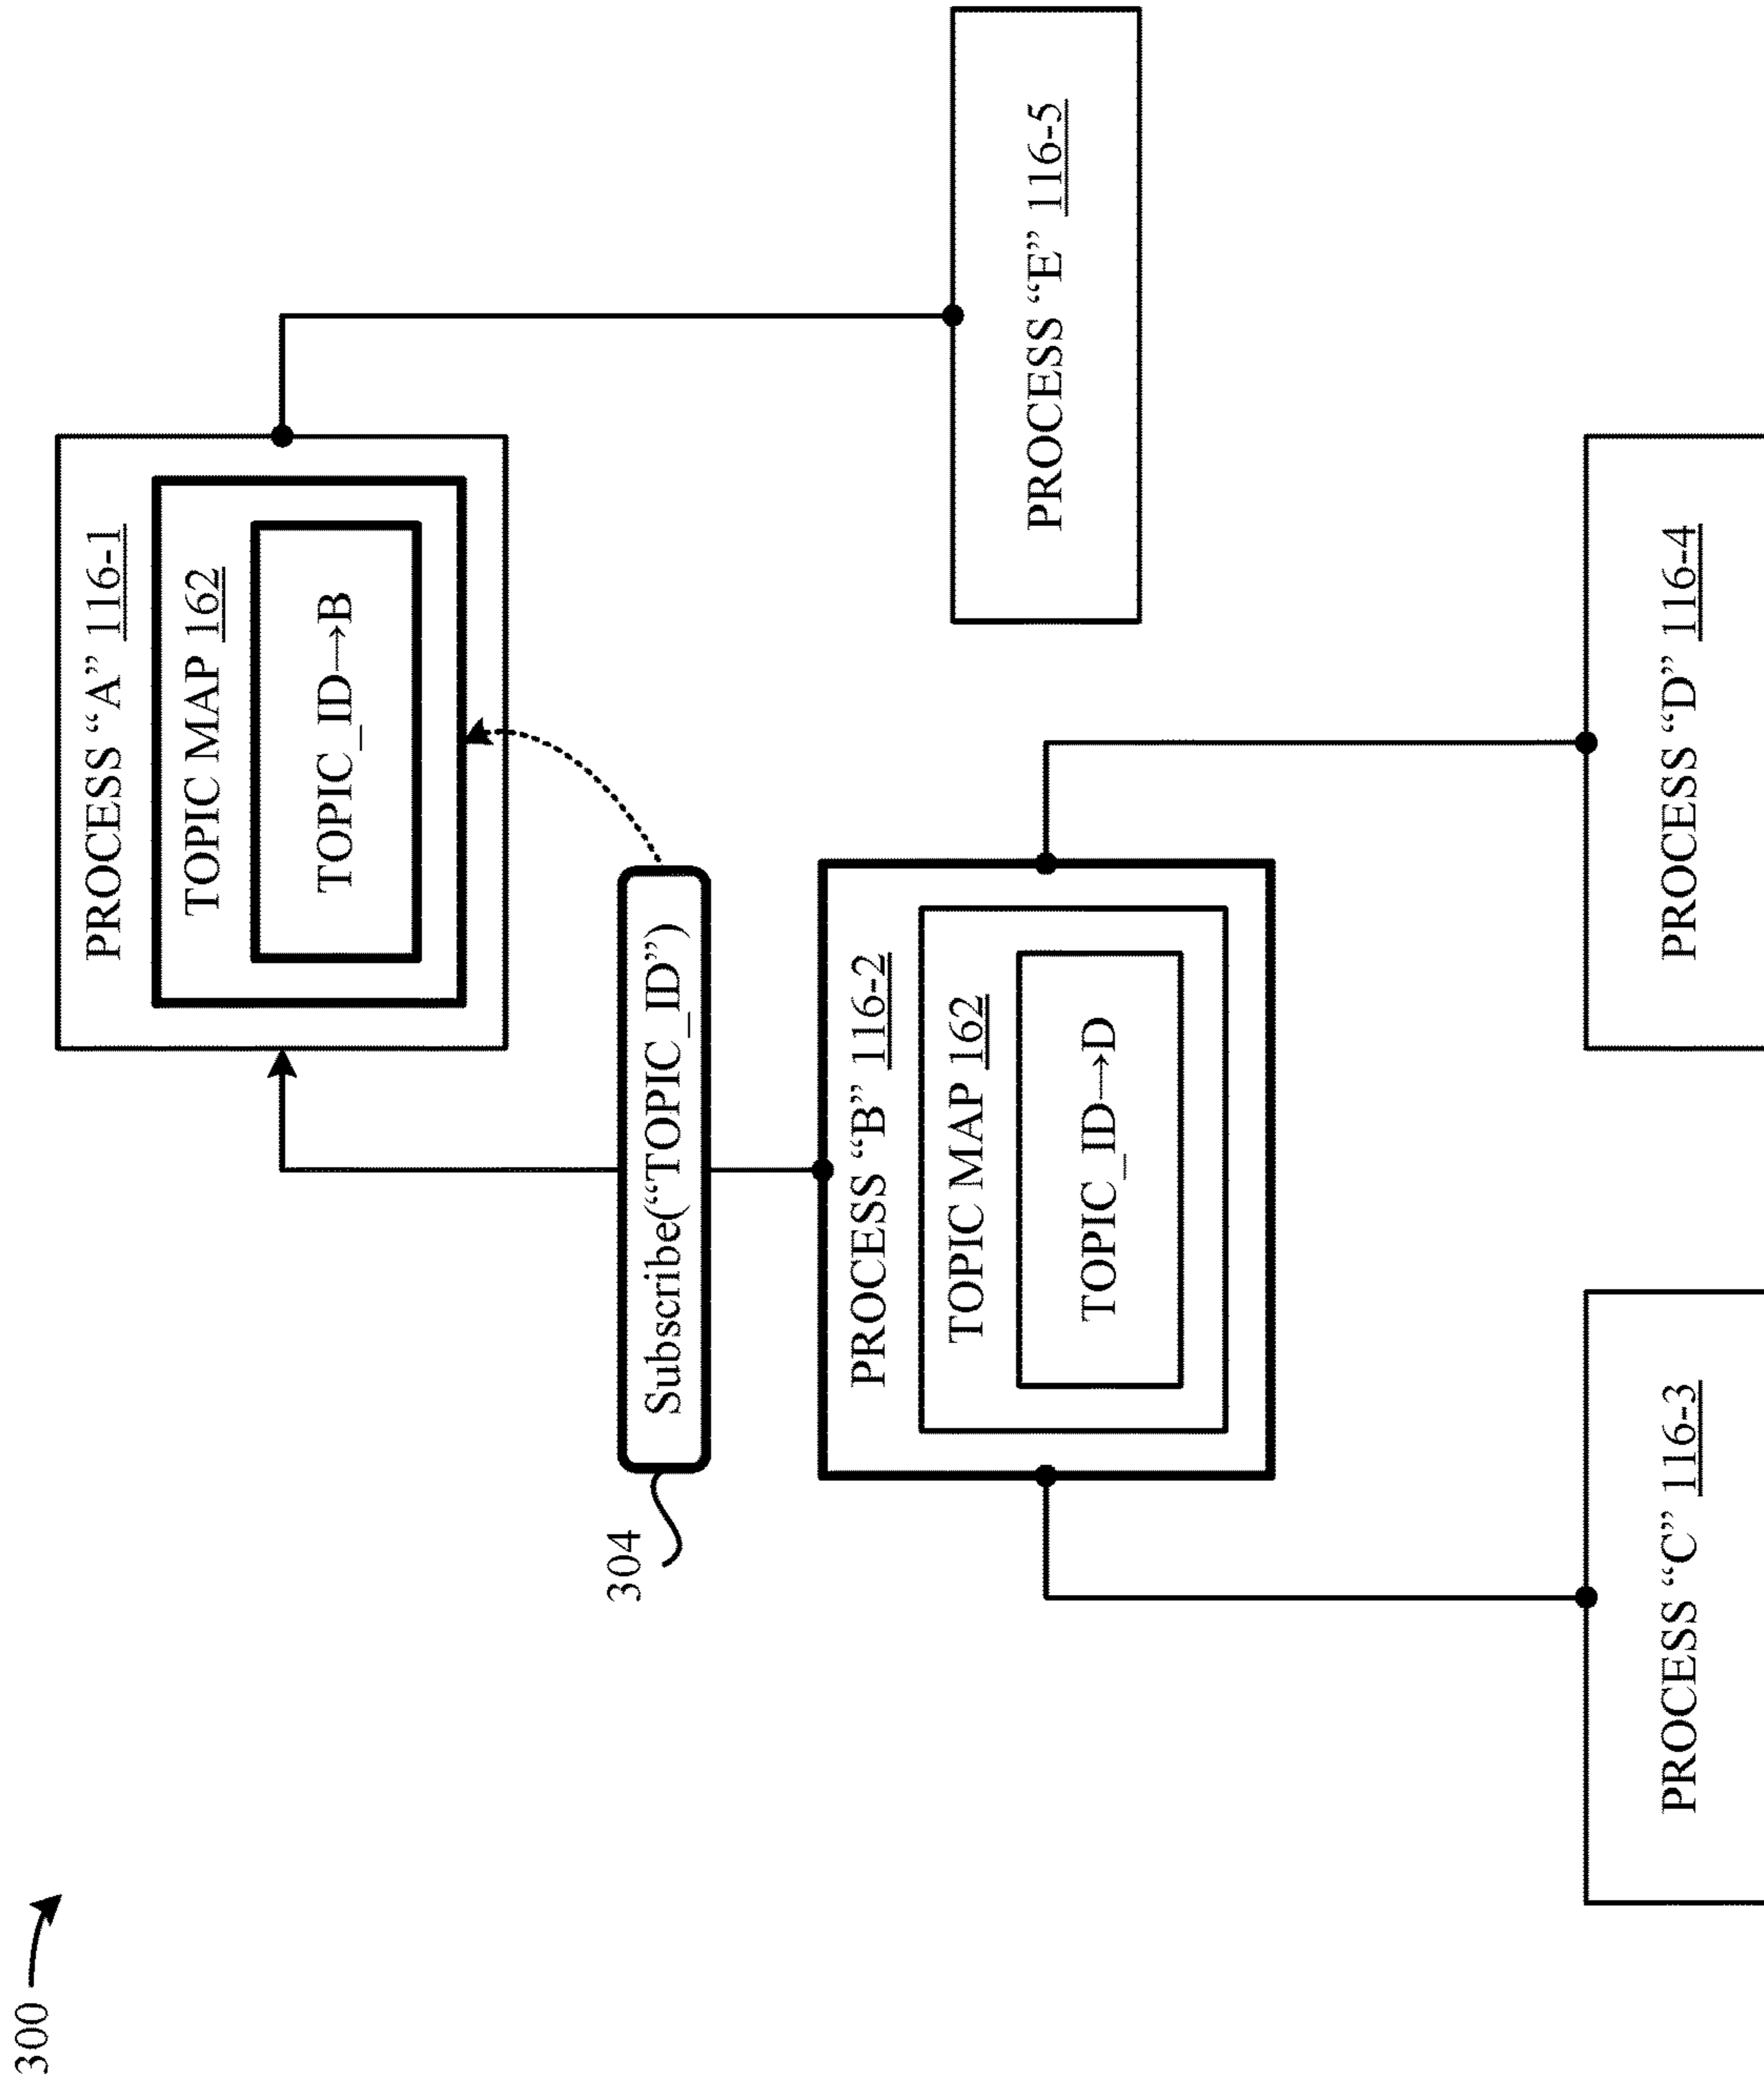 300
PROCESS “A” 116-1
TOPIC MAP 162
TOPIC_ID→B
304
Subscribe(“TOPIC_ID”)
PROCESS “B” 116-2
TOPIC MAP 162
TOPIC_ID→D
PROCESS “E” 116-5
PROCESS “C” 116-3
PROCESS “D” 116-4